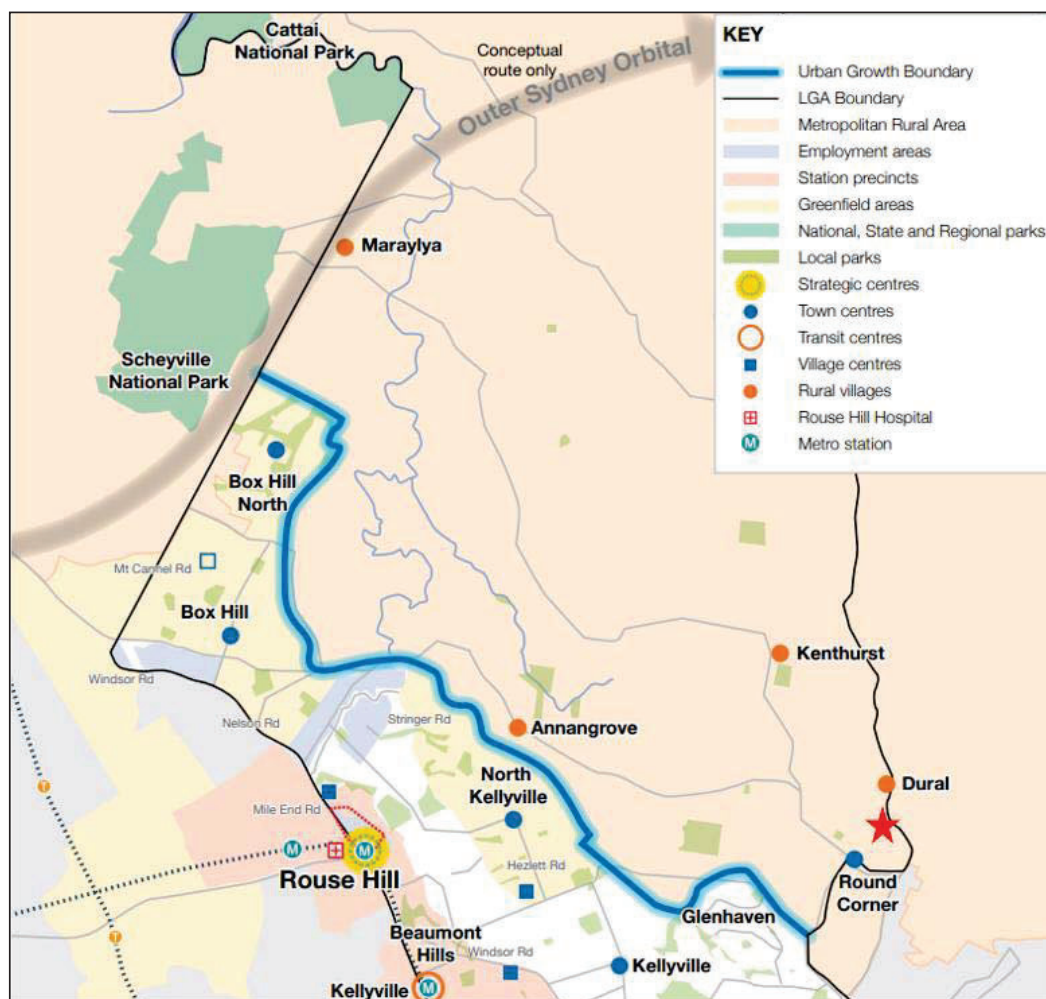 Cattai
National Park
Conceptual
route only
Outer Sydney Orbital
KEY
Urban Growth Boundary
LGA Boundary
Metropolitan Rural Area
Employment areas
Station precincts
Greenfield areas
National, State and Regional parks
Local parks
Strategic centres
Town centres
Transit centres
Village centres
Rural villages
Rouse Hill Hospital
M
Metro station
Maraylya
Scheyville
National Park
Box Hill
North
Mt Carmel Rd
Box Hill
Kenthurst
Windsor Rd
Nelson Rd
Stringer Rd
Annangrove
North
Kellyville
Dural
T
Mile End Rd
M
M
Rouse Hill
Hezlett Rd
Round
Corner
Glenhaven
T
Beaumont
Hills
Windsor Rd
Kellyville
Kellyville
M